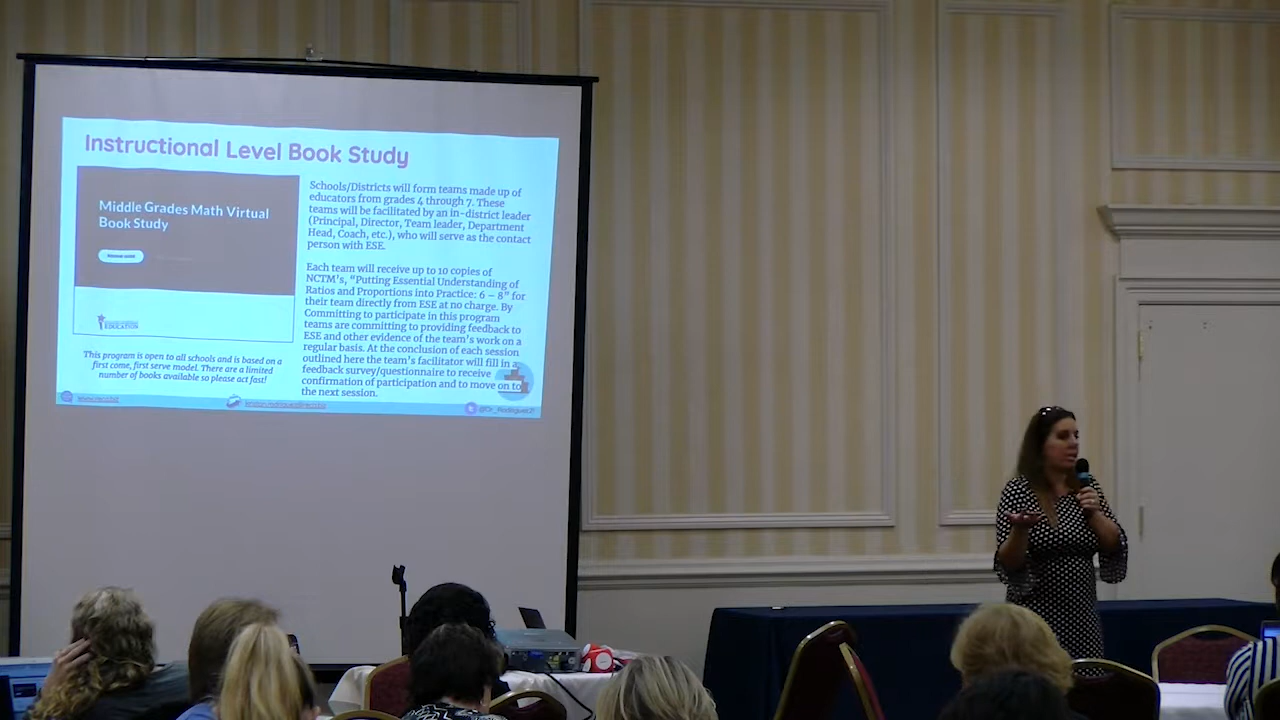 Instructional Level Book Study
Middle Grades Math Virtual
Book Study
EDUCATION
This program is open to all schools and is based on a
first come, first serve model. There are a limited
number of books available so please act fast!
Schools/Districts will form teams made up of
educators from grades 4 through 7. These
teams will be facilitated by an in-district leader
(Principal, Director, Team leader, Department
Head, Coach, etc.), who will serve as the contact
person with ESE.
Each team will receive up to 10 copies of
NCTM's, "Putting Essential Understanding of
Ratios and Proportions into Practice: 6 – 8" for
their team directly from ESE at no charge. By
Committing to participate in this program
teams are committing to providing feedback to
ESE and other evidence of the team's work on a
regular basis. At the conclusion of each session
outlined here the team's facilitator will fill in a
feedback survey/questionnaire to receive
confirmation of participation and to move on to
the next session.